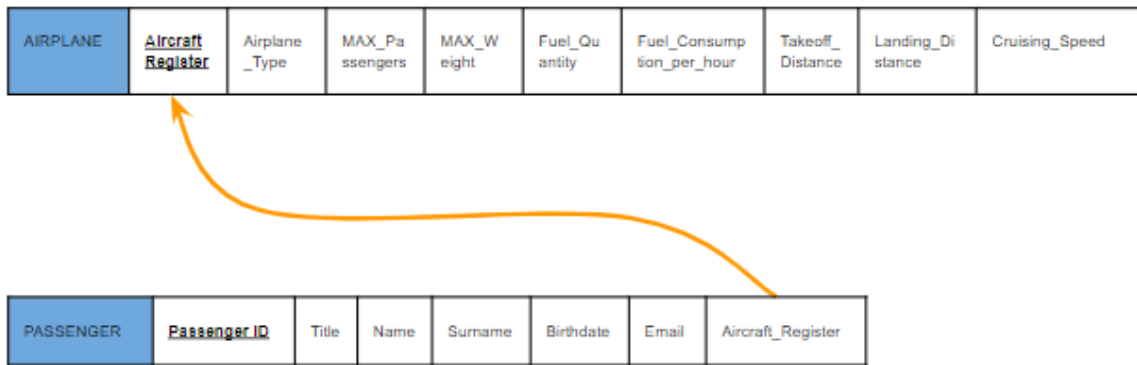 AIRPLANE
Aircraft
Register
Airplane
_Type
MAX_Pa
ssengers
MAX_W
eight
Fuel_Qu
antity
Fuel_Consump
tion_per_hour
Takeoff_
Distance
Landing_Di
stance
Cruising_Speed
PASSENGER
Passenger ID
Title
Name
Surname
Birthdate
Email
Aircraft_Register